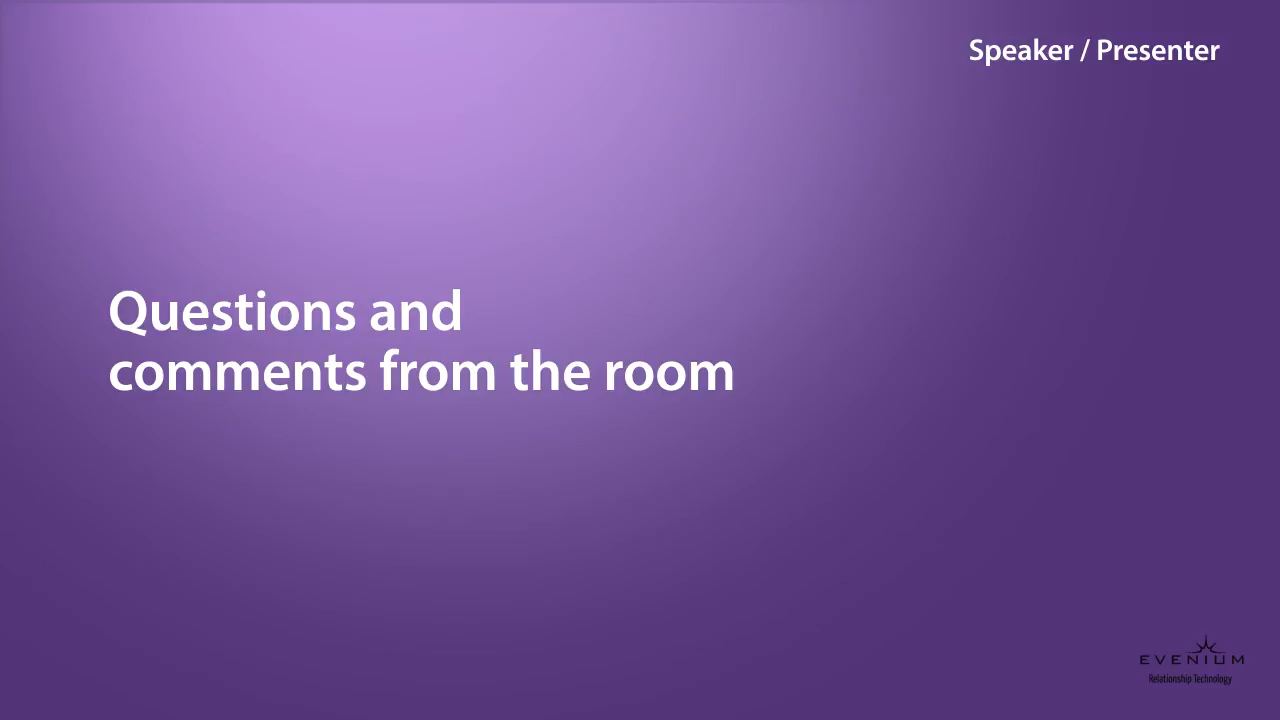 Speaker / Presenter
Questions and
comments from the room
EVENIUM
Relationship Technology